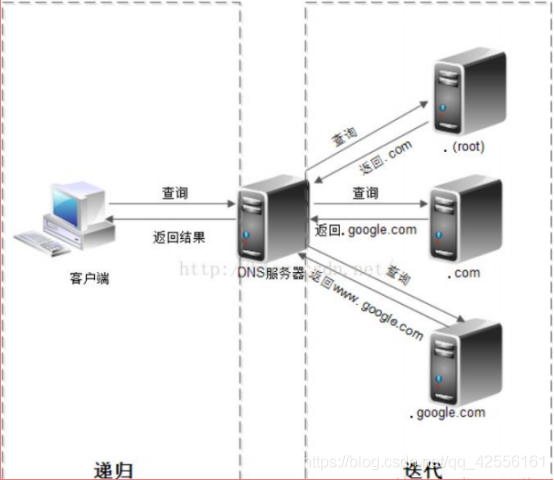 查询
返回.com
. (root)
查询
返回结果
查询
返回.google.com
客户端
DNS服务器
.com
查询
返回www.google.com
.google.com
递归
迭代
https://blog.csdn.net/qq_42556161